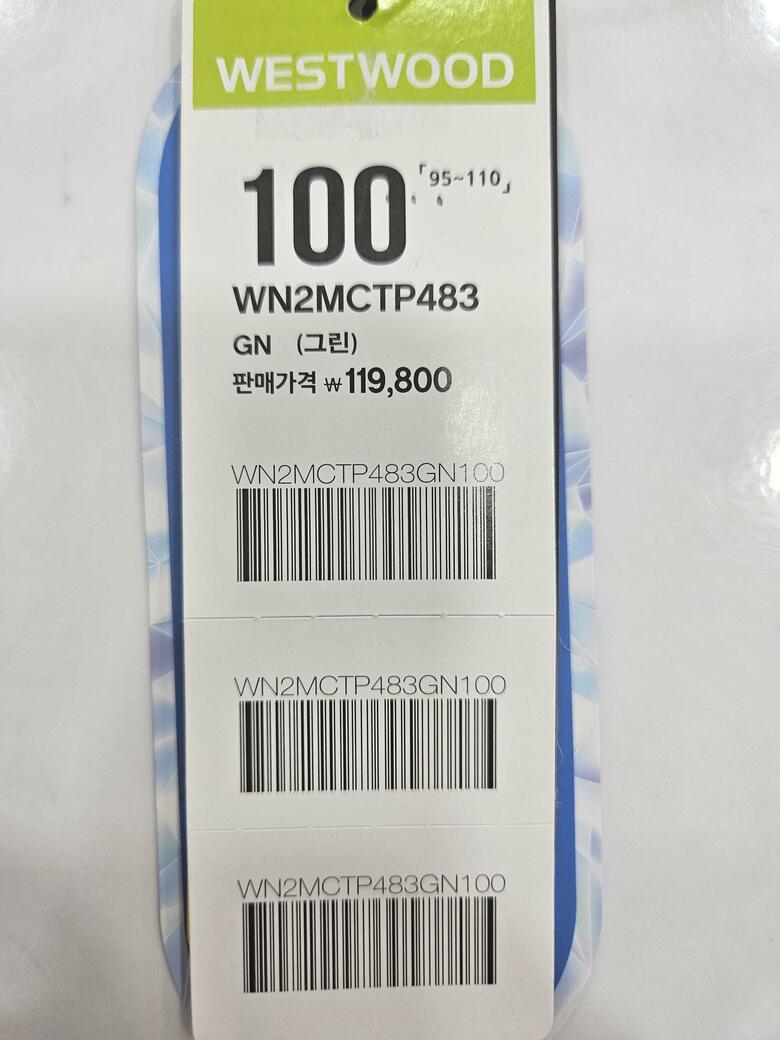 WESTWOOD
100 「95~110」
WN2MCTP483
GN (그린)
판매가격 ₩119,800
WN2MCTP483GN100
WN2MCTP483GN100
WN2MCTP483GN100